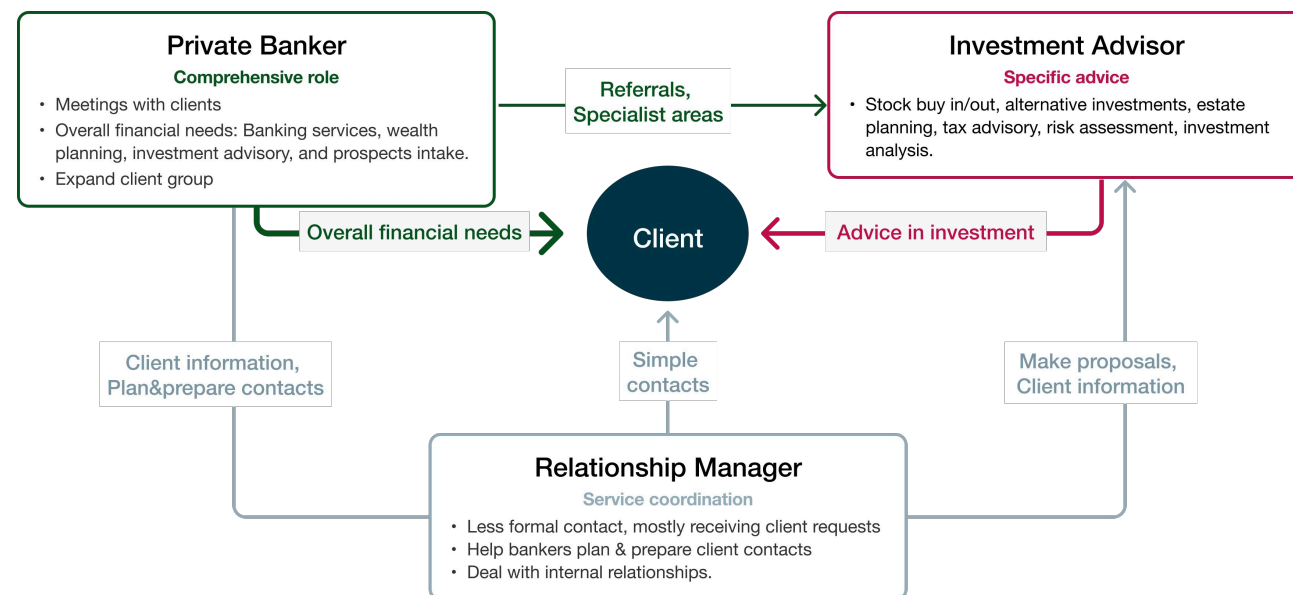 Private Banker
Comprehensive role
• Meetings with clients
• Overall financial needs: Banking services, wealth
planning, investment advisory, and prospects intake.
• Expand client group
Referrals,
Specialist areas
Investment Advisor
Specific advice
• Stock buy in/out, alternative investments, estate
planning, tax advisory, risk assessment, investment
analysis.
Overall financial needs
Client
Advice in investment
Client information,
Plan&prepare contacts
Simple
contacts
Make proposals,
Client information
Relationship Manager
Service coordination
• Less formal contact, mostly receiving client requests
• Help bankers plan & prepare client contacts
• Deal with internal relationships.